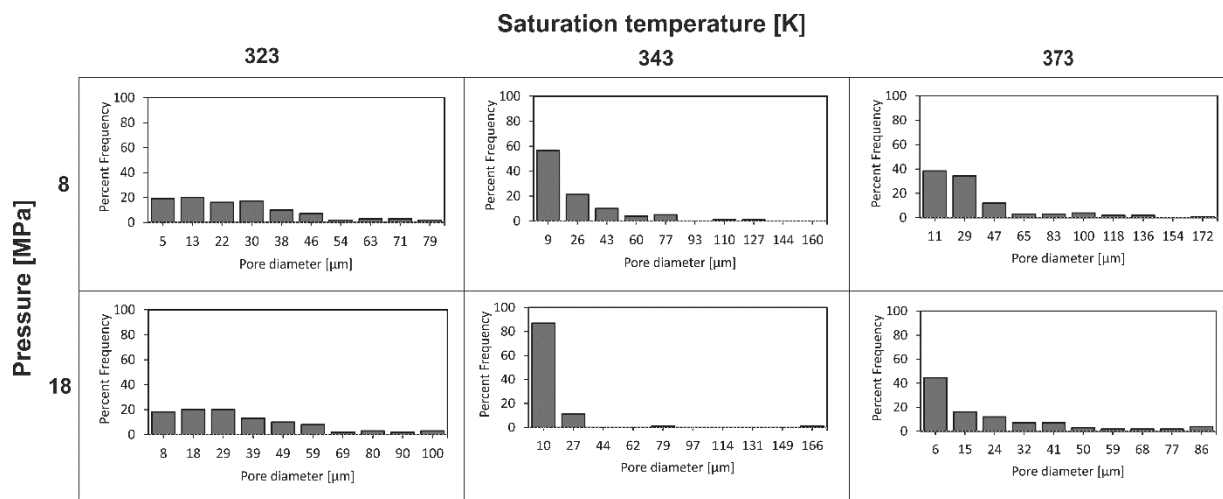 Saturation temperature [K]
323 343 373
Pressure [MPa]
8
Percent Frequency
100
80
60
40
20
0
5 13 22 30 38 46 54 63 71 79
Pore diameter [μm]
Percent Frequency
100
80
60
40
20
0
9 26 43 60 77 93 110 127 144 160
Pore diameter [μm]
Percent Frequency
100
80
60
40
20
0
11 29 47 65 83 100 118 136 154 172
Pore diameter [μm]
18
Percent Frequency
100
80
60
40
20
0
8 18 29 39 49 59 69 80 90 100
Pore diameter [μm]
Percent Frequency
100
80
60
40
20
0
10 27 44 62 79 97 114 131 149 166
Pore diameter [μm]
Percent Frequency
100
80
60
40
20
0
6 15 24 32 41 50 59 68 77 86
Pore diameter [μm]